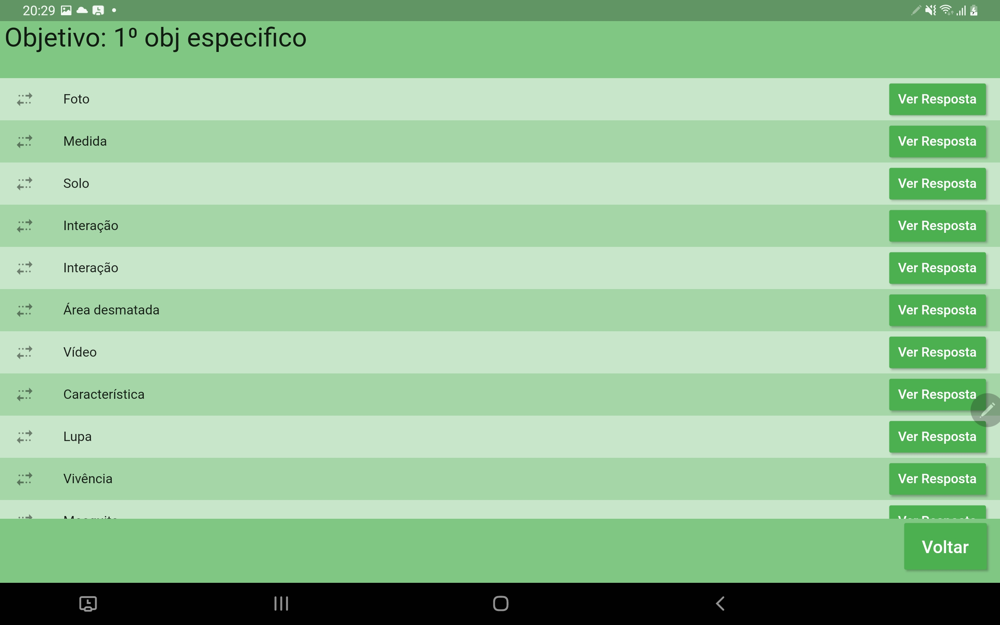 20:29
Objetivo: 1º obj especifico
Foto Ver Resposta
Medida Ver Resposta
Solo Ver Resposta
Interação Ver Resposta
Interação Ver Resposta
Área desmatada Ver Resposta
Vídeo Ver Resposta
Característica Ver Resposta
Lupa Ver Resposta
Vivência Ver Resposta
Ver Resposta
Voltar